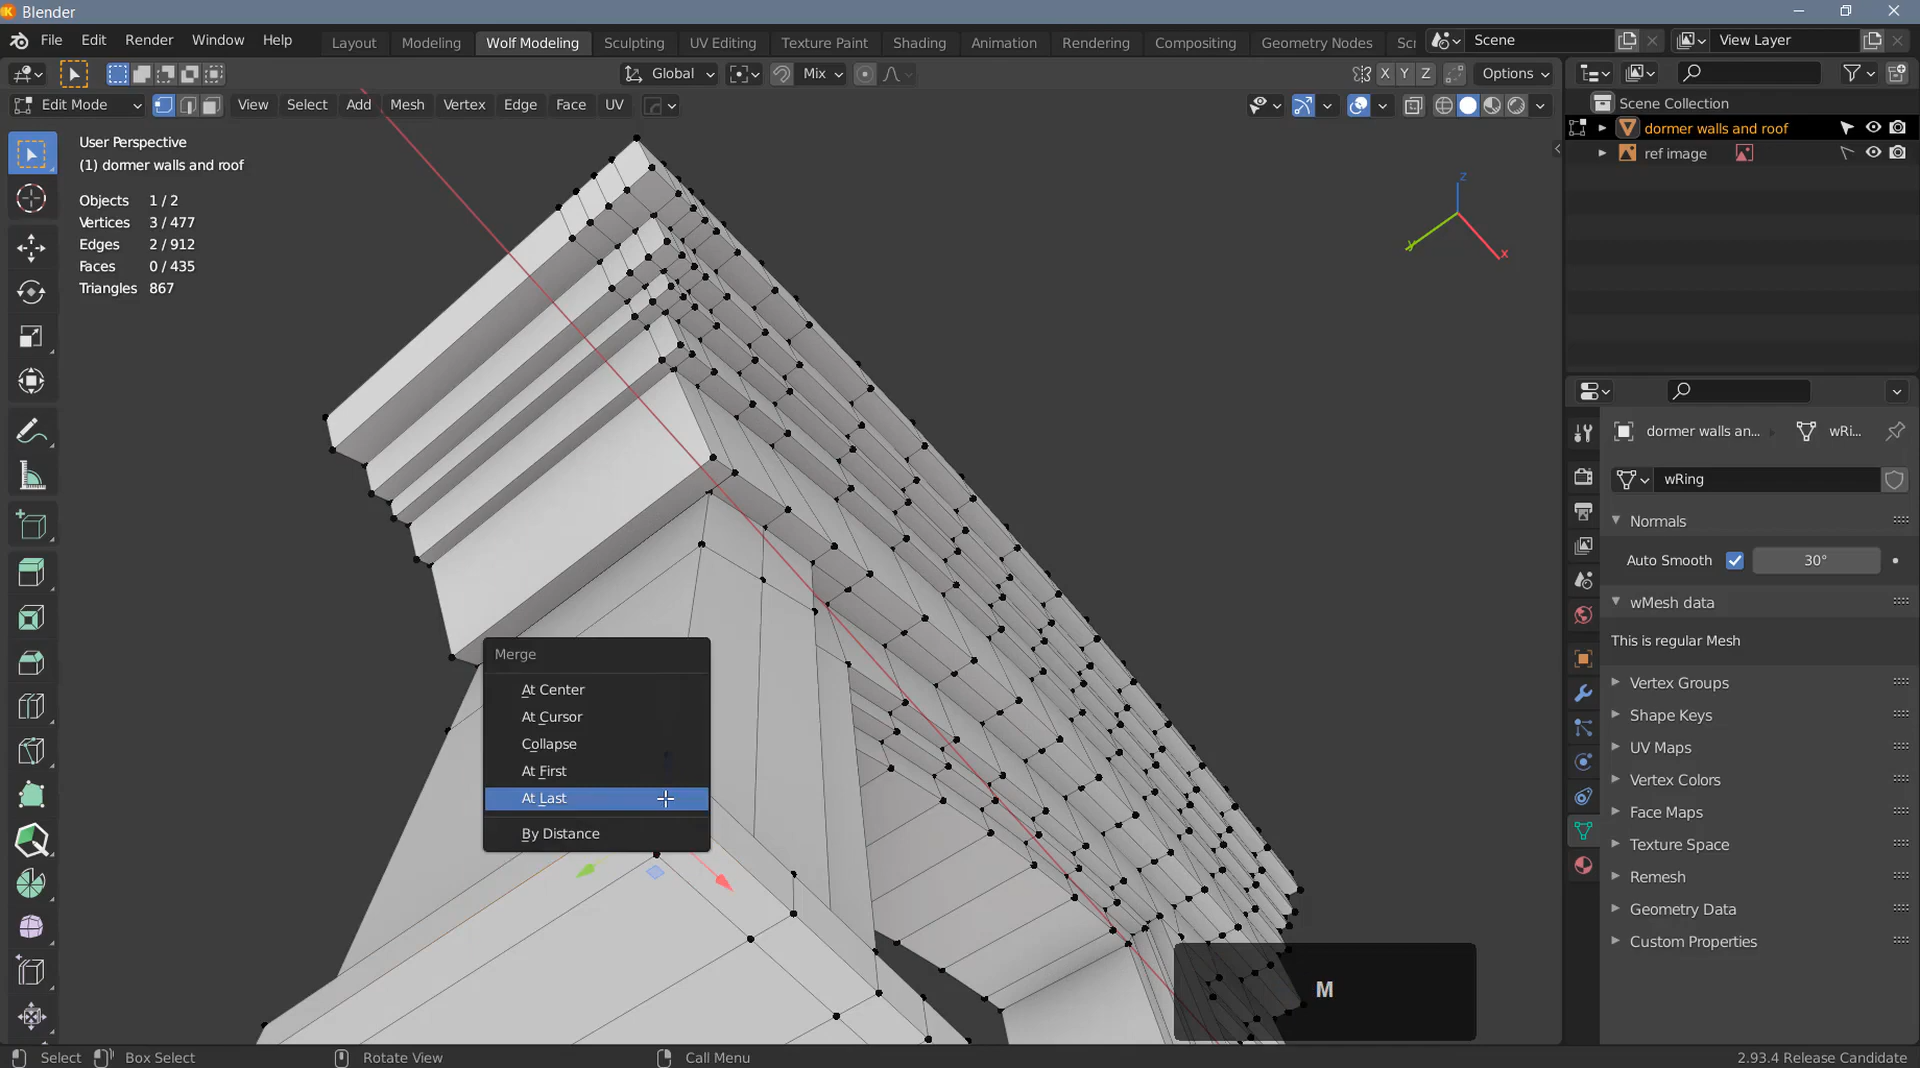 Blender
File Edit Render Window Help Layout Modeling Wolf Modeling Sculpting UV Editing Texture Paint Shading Animation Rendering Compositing Geometry Nodes Sc Scene View Layer
Global Mix X Y Z Options
Edit Mode View Select Add Mesh Vertex Edge Face UV
User Perspective
(1) dormer walls and roof
Objects 1 / 2
Vertices 3 / 477
Edges 2 / 912
Faces 0 / 435
Triangles 867
z
y
x
Merge
At Center
At Cursor
Collapse
At First
At Last
By Distance
M
Scene Collection
dormer walls and roof
ref image
dormer walls an... wRi...
wRing
Normals
Auto Smooth 30°
wMesh data
This is regular Mesh
Vertex Groups
Shape Keys
UV Maps
Vertex Colors
Face Maps
Texture Space
Remesh
Geometry Data
Custom Properties
Select Box Select Rotate View Call Menu 2.93.4 Release Candidate